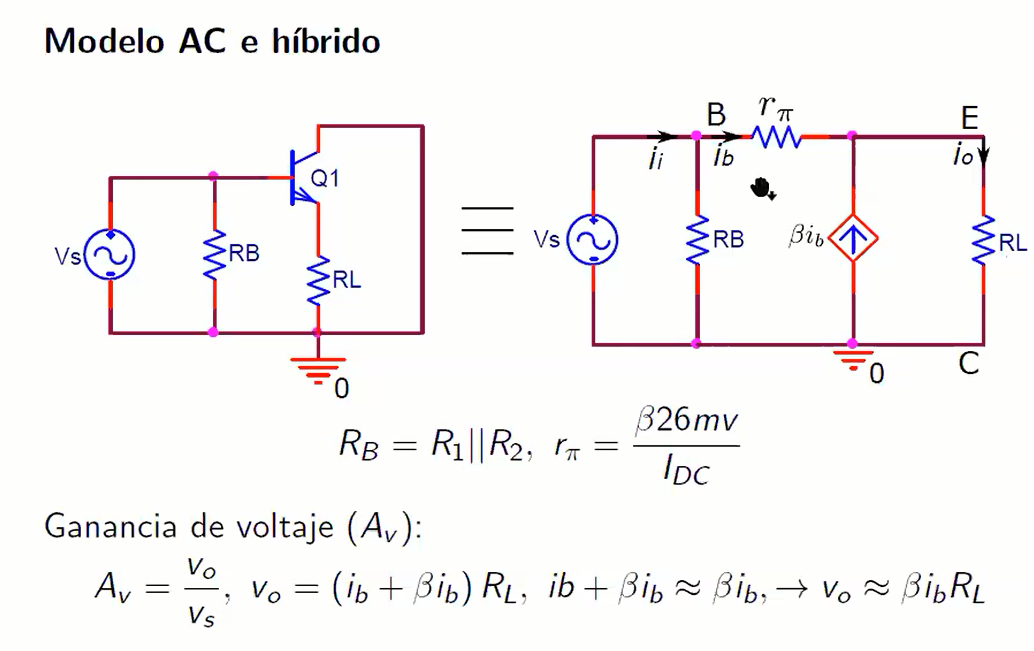 Modelo AC e híbrido
Vs RB Q1 RL 0
B r_π E
i_i i_b i_o
Vs RB βi_b RL
0 C
R_B = R_1||R_2, r_π = β26mv / I_DC
Ganancia de voltaje (A_v):
A_v = v_o / v_s, v_o = (i_b + βi_b) R_L, ib + βi_b ≈ βi_b, → v_o ≈ βi_bR_L